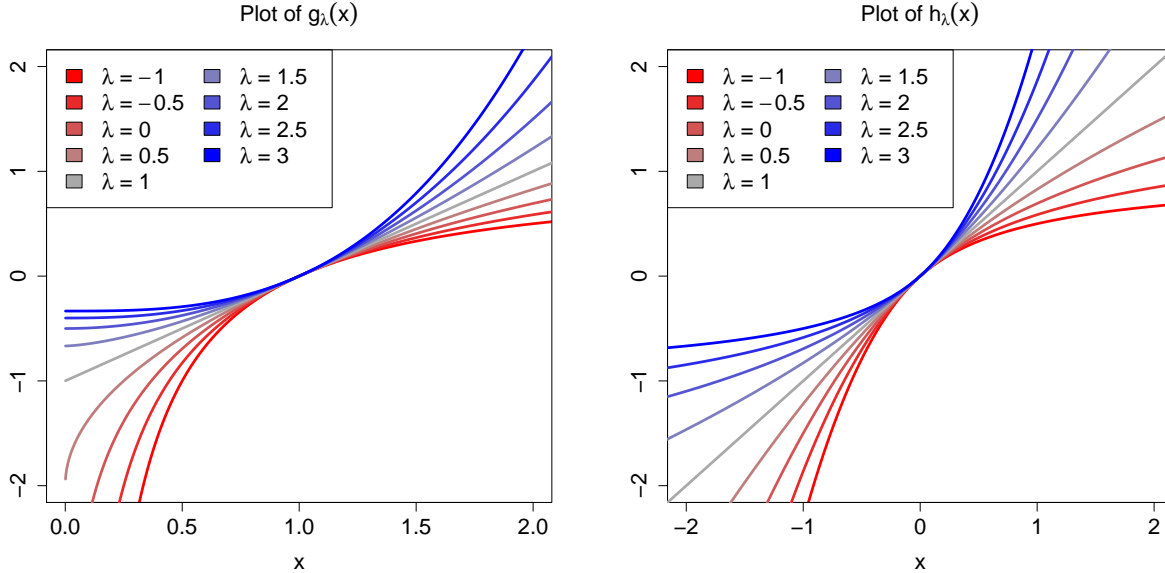 Plot of gλ(x)
λ = −1
λ = −0.5
λ = 0
λ = 0.5
λ = 1
λ = 1.5
λ = 2
λ = 2.5
λ = 3
2
1
0
−1
−2
0.0 0.5 1.0 1.5 2.0
x
Plot of hλ(x)
λ = −1
λ = −0.5
λ = 0
λ = 0.5
λ = 1
λ = 1.5
λ = 2
λ = 2.5
λ = 3
2
1
0
−1
−2
−2 −1 0 1 2
x